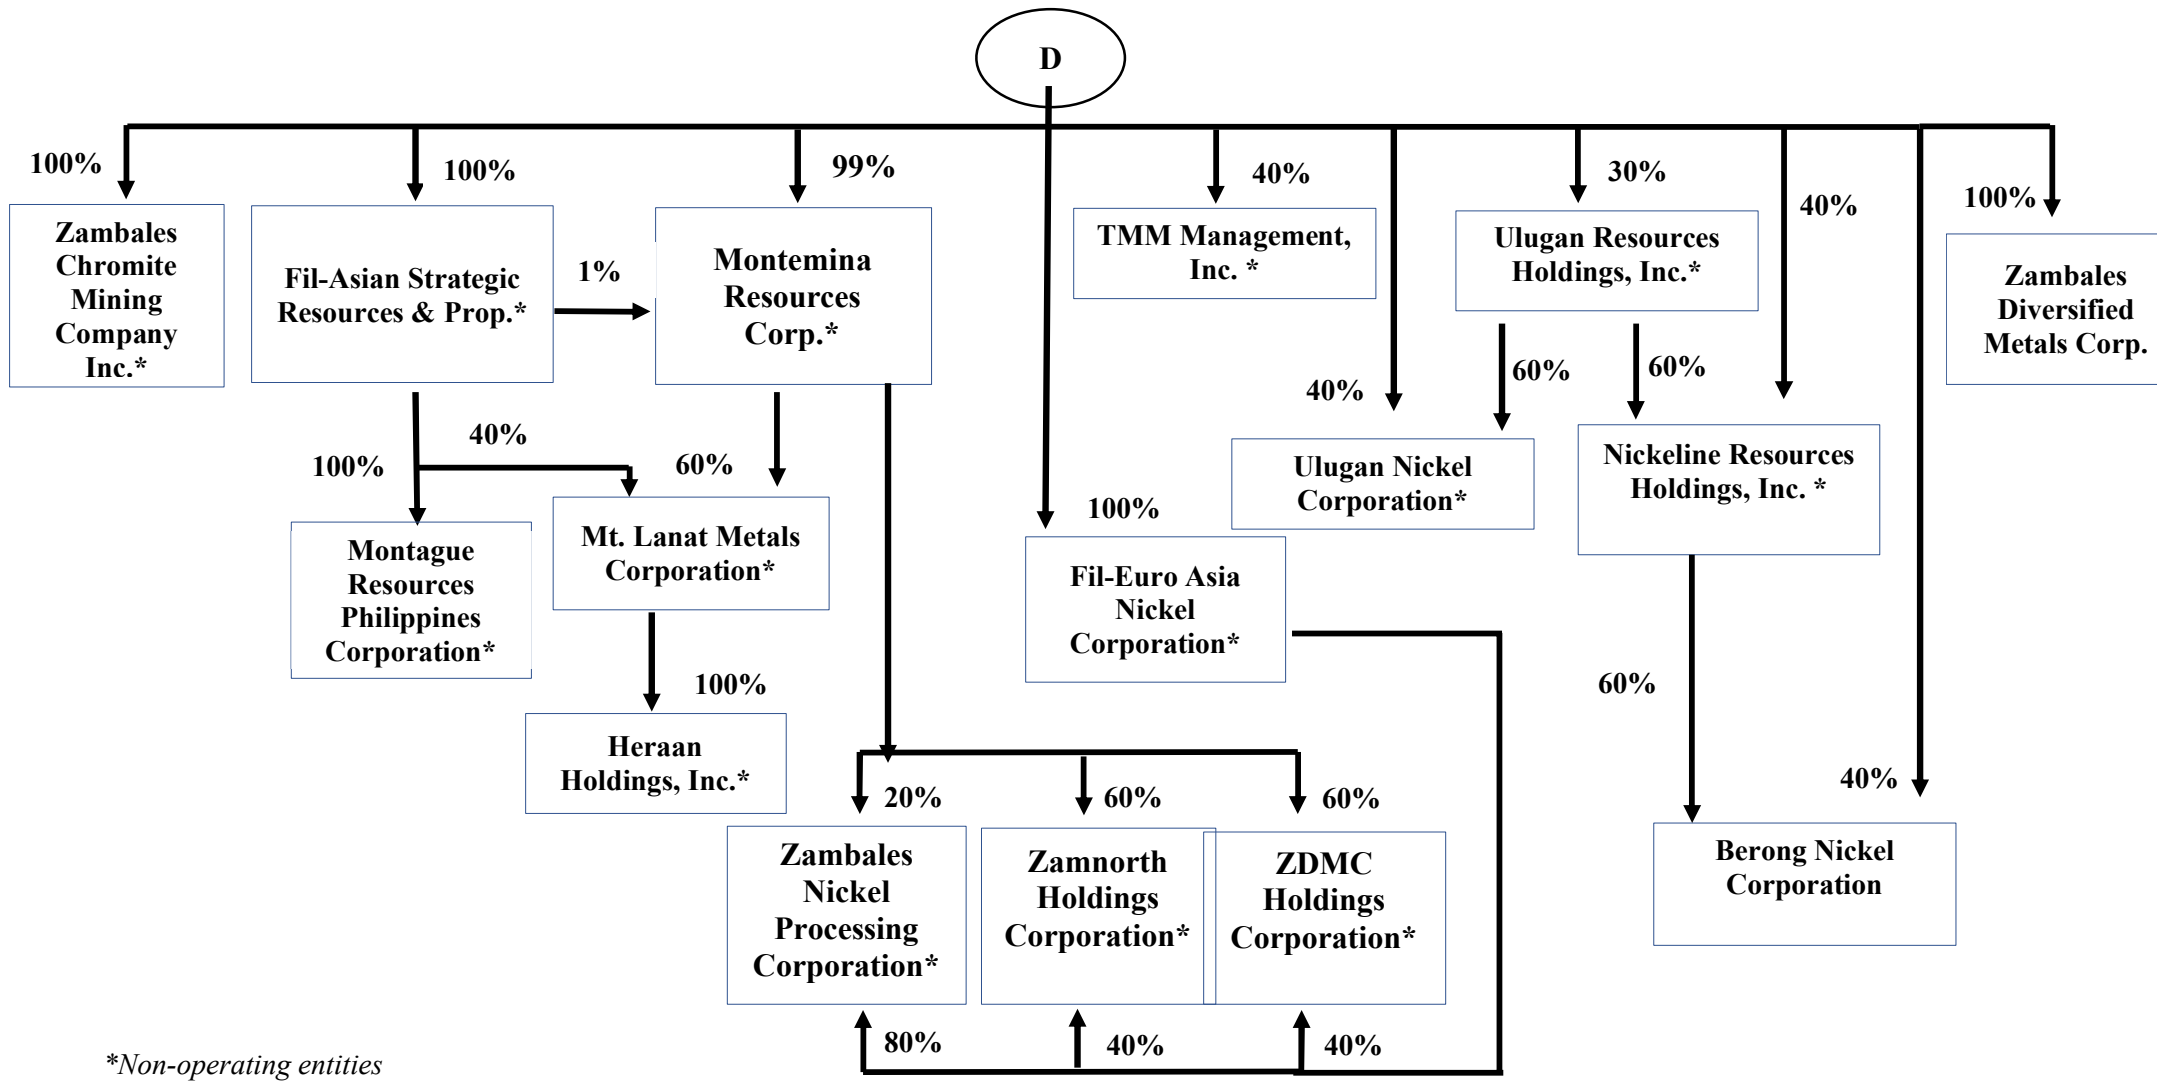 D
100%
100%
99%
40%
30%
40%
100%
Zambales
Chromite
Mining
Company
Inc.*
Fil-Asian Strategic
Resources & Prop.*
1%
Montemina
Resources
Corp.*
TMM Management,
Inc. *
Ulugan Resources
Holdings, Inc.*
Zambales
Diversified
Metals Corp.
40%
60%
60%
100%
40%
60%
Ulugan Nickel
Corporation*
Nickeline Resources
Holdings, Inc. *
Montague
Resources
Philippines
Corporation*
Mt. Lanat Metals
Corporation*
100%
Fil-Euro Asia
Nickel
Corporation*
100%
60%
Heraan
Holdings, Inc.*
20%
60%
60%
40%
Zambales
Nickel
Processing
Corporation*
Zamnorth
Holdings
Corporation*
ZDMC
Holdings
Corporation*
Berong Nickel
Corporation
80%
40%
40%
*Non-operating entities